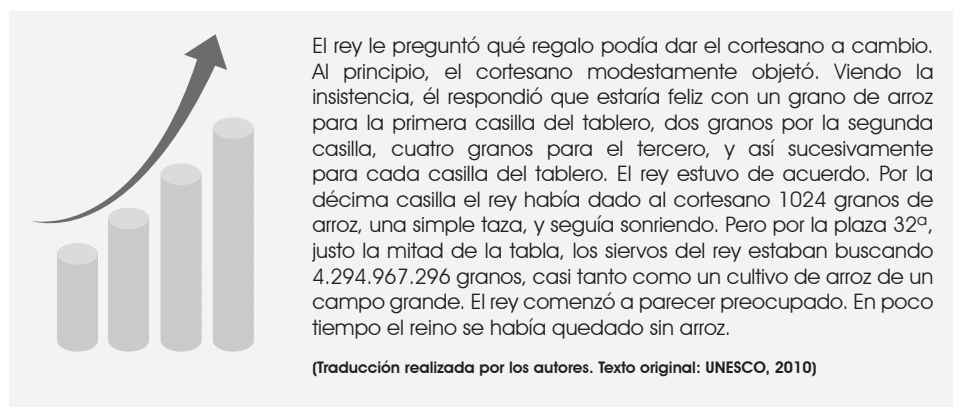 El rey le preguntó qué regalo podía dar el cortesano a cambio.
Al principio, el cortesano modestamente objetó. Viendo la
insistencia, él respondió que estaría feliz con un grano de arroz
para la primera casilla del tablero, dos granos por la segunda
casilla, cuatro granos para el tercero, y así sucesivamente
para cada casilla del tablero. El rey estuvo de acuerdo. Por la
décima casilla el rey había dado al cortesano 1024 granos de
arroz, una simple taza, y seguía sonriendo. Pero por la plaza 32ª,
justo la mitad de la tabla, los siervos del rey estaban buscando
4.294.967.296 granos, casi tanto como un cultivo de arroz de un
campo grande. El rey comenzó a parecer preocupado. En poco
tiempo el reino se había quedado sin arroz.
(Traducción realizada por los autores. Texto original: UNESCO, 2010)